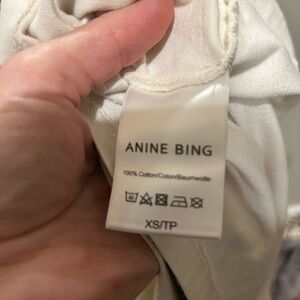 ANINE BING
100% Cotton/Coton/Baumwolle
XS/TP